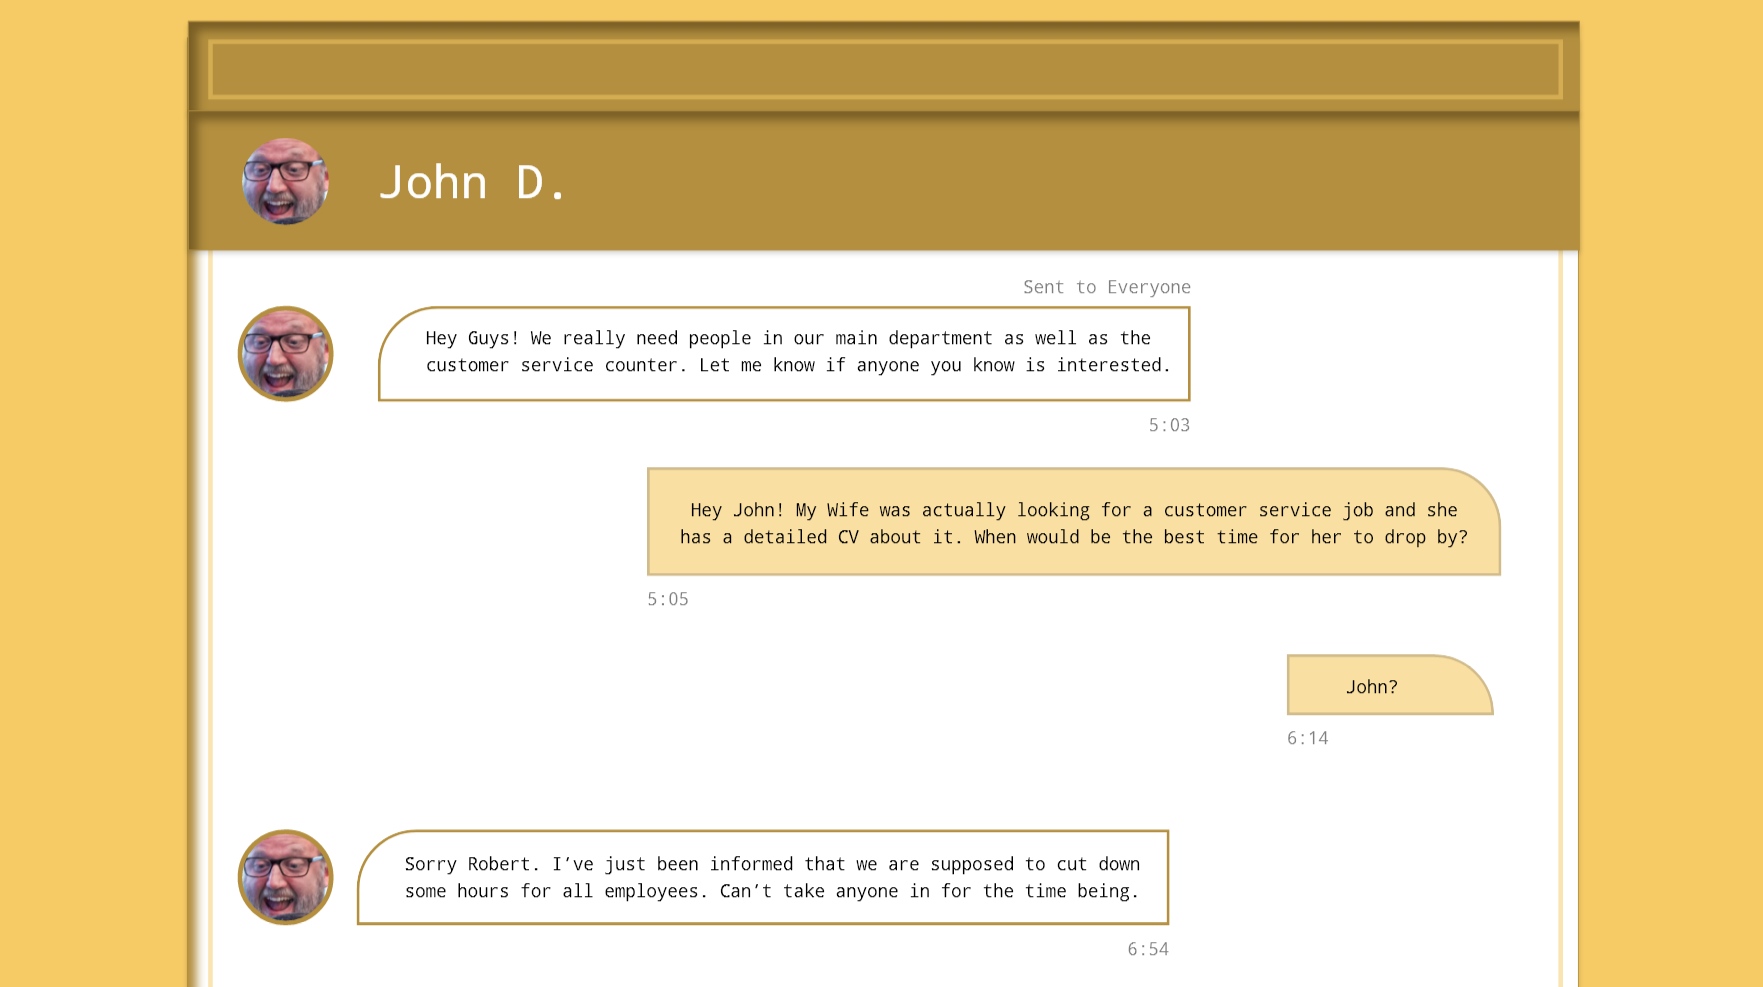 John D.
Sent to Everyone
Hey Guys! We really need people in our main department as well as the
customer service counter. Let me know if anyone you know is interested.
5:03
Hey John! My Wife was actually looking for a customer service job and she
has a detailed CV about it. When would be the best time for her to drop by?
5:05
John?
6:14
Sorry Robert. I’ve just been informed that we are supposed to cut down
some hours for all employees. Can’t take anyone in for the time being.
6:54